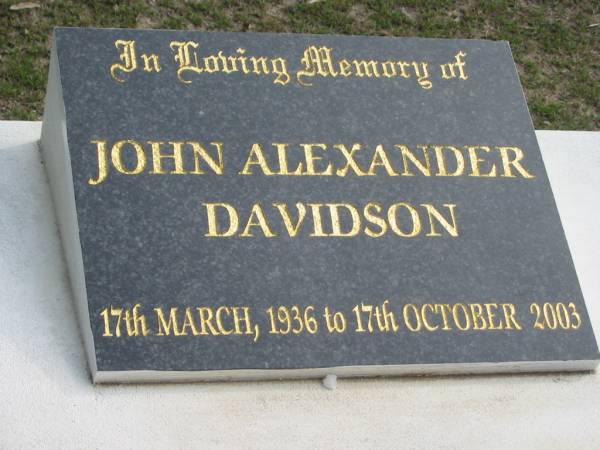 In Loving Memory of
JOHN ALEXANDER
DAVIDSON
17th MARCH, 1936 to 17th OCTOBER 2003